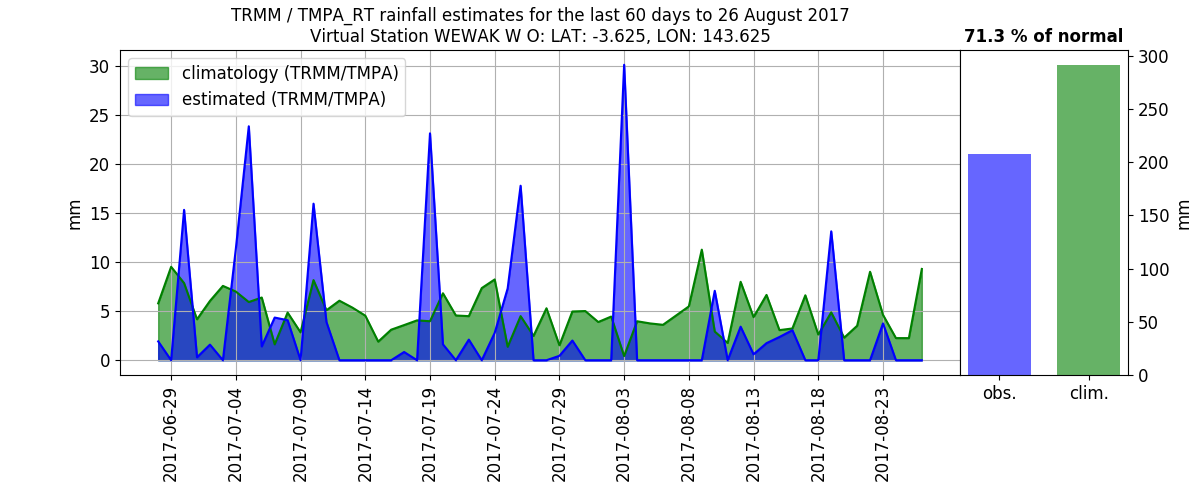 TRMM / TMPA_RT rainfall estimates for the last 60 days to 26 August 2017
Virtual Station WEWAK W O: LAT: -3.625, LON: 143.625
71.3 % of normal
climatology (TRMM/TMPA)
estimated (TRMM/TMPA)
mm
30
25
20
15
10
5
0
2017-06-29
2017-07-04
2017-07-09
2017-07-14
2017-07-19
2017-07-24
2017-07-29
2017-08-03
2017-08-08
2017-08-13
2017-08-18
2017-08-23
300
250
200
150
100
50
0
mm
obs.
clim.